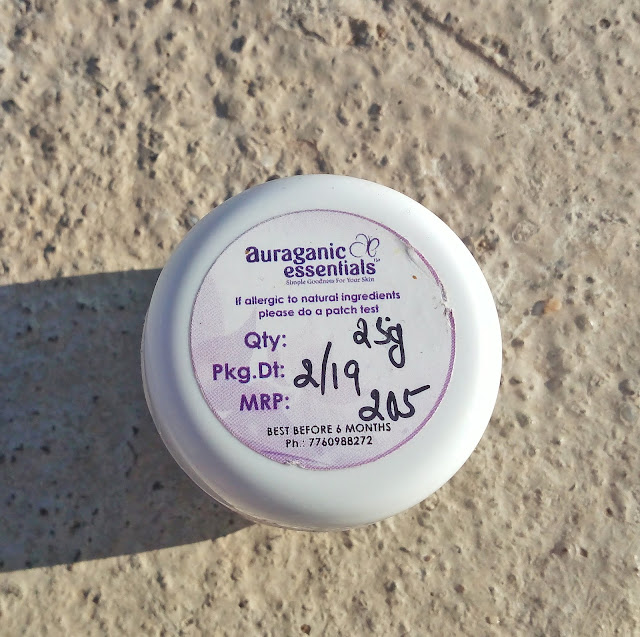 auraganic
essentials™
Simple Goodness For Your Skin
If allergic to natural ingredients
please do a patch test
Qty: 25g
Pkg.Dt: 2/19
MRP: 205
BEST BEFORE 6 MONTHS
Ph.: 7760988272